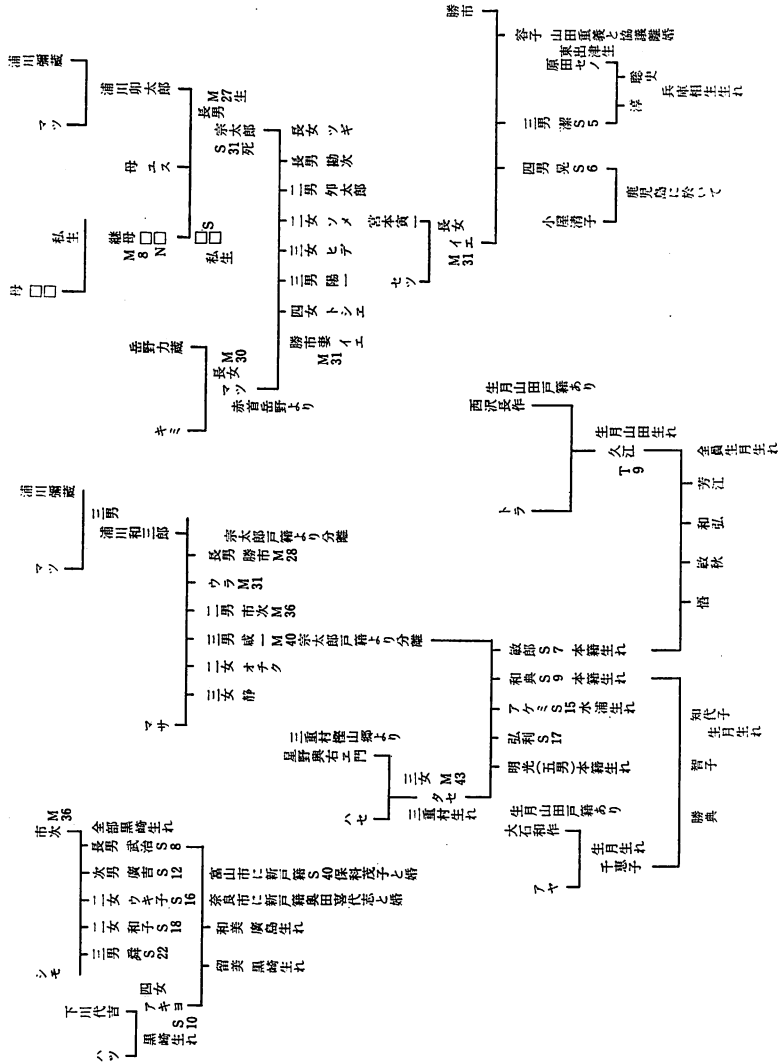 浦川彌蔵
マツ
浦川卯太郎
母 ユス
継母□□
M8 N
□□S
私生
私生
母□□
長男 M27生
宗太郎
S31死
長女 ツギ
長男 勘次
二男 外太郎
二女 ソメ
三女 ヒデ
三男 陽一
四女 トシエ
勝市妻 イエ
M31
岳野力蔵
キミ
長女 M30
マツ
赤首岳野より
勝市
容子 山田重義と協議離婚
東出津生
原田セノ
聡史
淳
兵庫相生生れ
三男 潔 S5
四男 晃 S6
小屋清子
鹿児島に於いて
宮本寅一
セツ
長女
イエ
M31
浦川彌蔵
マツ
三男
浦川和三郎
マサ
宗太郎戸籍より分離
長男 勝市 M28
ウラ M31
二男 市次 M36
三男 咸一 M40 宗太郎戸籍より分離
二女 オチク
三女 静
三重村樫山郷より
星野興右エ門
ハセ
三女 M43
タセ
三重村生れ
敏郎 S7 本籍生れ
和典 S9 本籍生れ
アケミ S15 水浦生れ
弘利 S17
明光(五男)本籍生れ
生月山田戸籍あり
西沢長作
トラ
生月山田生れ
久江
T9
全員生月生れ
芳江
和弘
敏秋
悟
生月山田戸籍あり
大石和作
アヤ
生月生れ
千恵子
知代子
生月生れ
智子
勝典
市次 M36
シモ
全部黒崎生れ
長男 武治 S8
次男 廣吉 S12 富山市に新戸籍 S40保科茂子と婚
二女 ウキ子 S16 奈良市に新戸籍奥田喜代志と婚
二女 和子 S18
三男 舜 S22
和美 廣島生れ
留美 黒崎生れ
下川代吉
ハツ
四女
アキヨ
S10
黒崎生れ